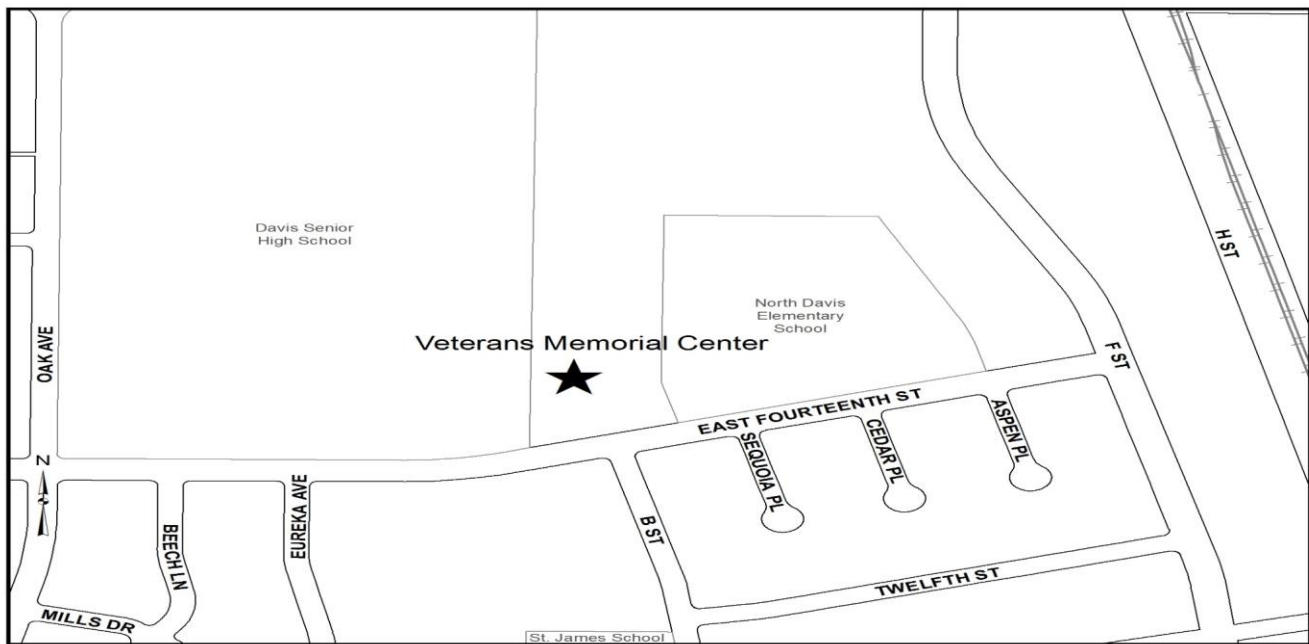 Davis Senior
High School
H ST
North Davis
Elementary
School
Veterans Memorial Center
OAK AVE
F ST
EAST FOURTEENTH ST
ASPEN PL
CEDAR PL
SEQUOIA PL
N
EUREKA AVE
B ST
BEECH LN
TWELFTH ST
MILLS DR
St. James School